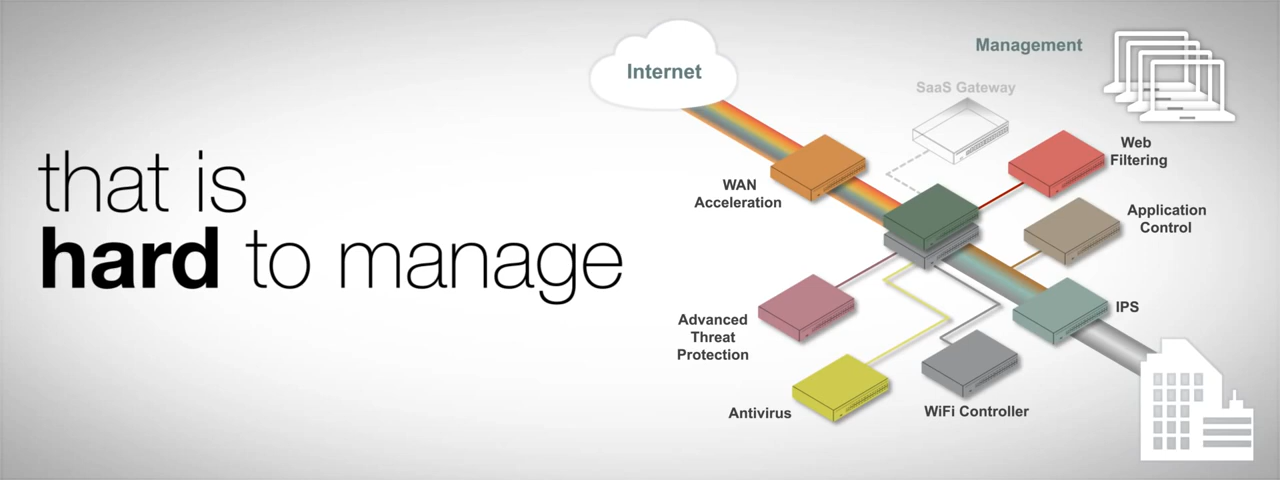 that is
hard to manage
Internet
Management
SaaS Gateway
Web
Filtering
WAN
Acceleration
Application
Control
IPS
Advanced
Threat
Protection
Antivirus
WiFi Controller